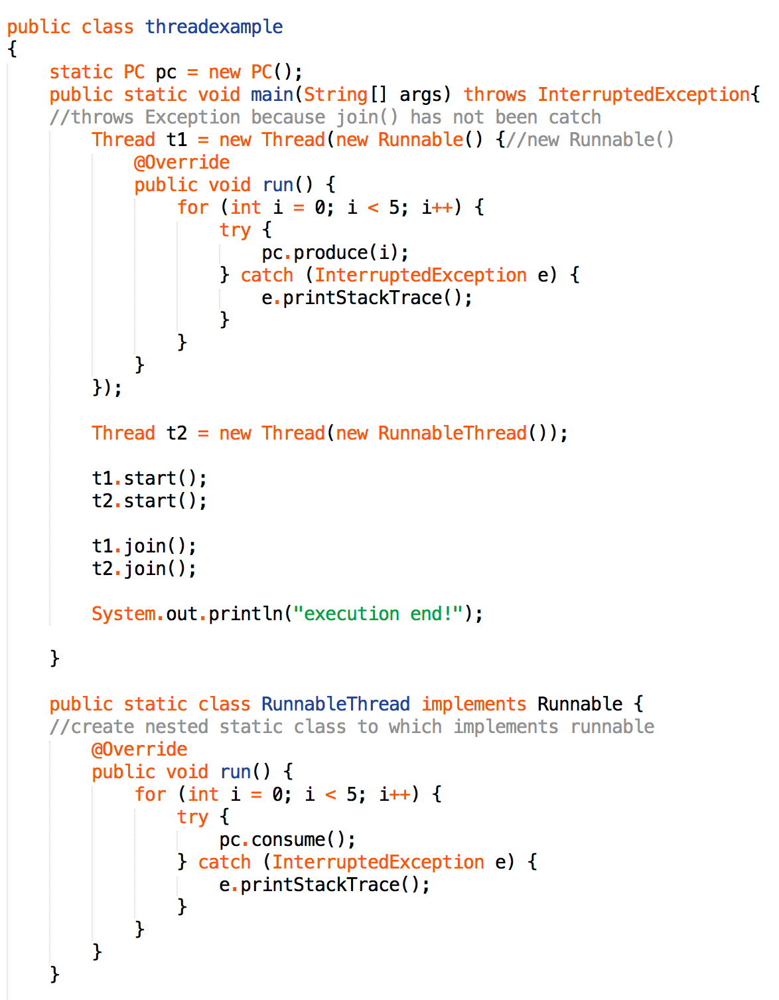 public class threadexample
{
    static PC pc = new PC();
    public static void main(String[] args) throws InterruptedException{
    //throws Exception because join() has not been catch
        Thread t1 = new Thread(new Runnable() {//new Runnable()
            @Override
            public void run() {
                for (int i = 0; i < 5; i++) {
                    try {
                        pc.produce(i);
                    } catch (InterruptedException e) {
                        e.printStackTrace();
                    }
                }
            }
        });

        Thread t2 = new Thread(new RunnableThread());

        t1.start();
        t2.start();

        t1.join();
        t2.join();

        System.out.println("execution end!");

    }

    public static class RunnableThread implements Runnable {
    //create nested static class to which implements runnable
        @Override
        public void run() {
            for (int i = 0; i < 5; i++) {
                try {
                    pc.consume();
                } catch (InterruptedException e) {
                    e.printStackTrace();
                }
            }
        }
    }